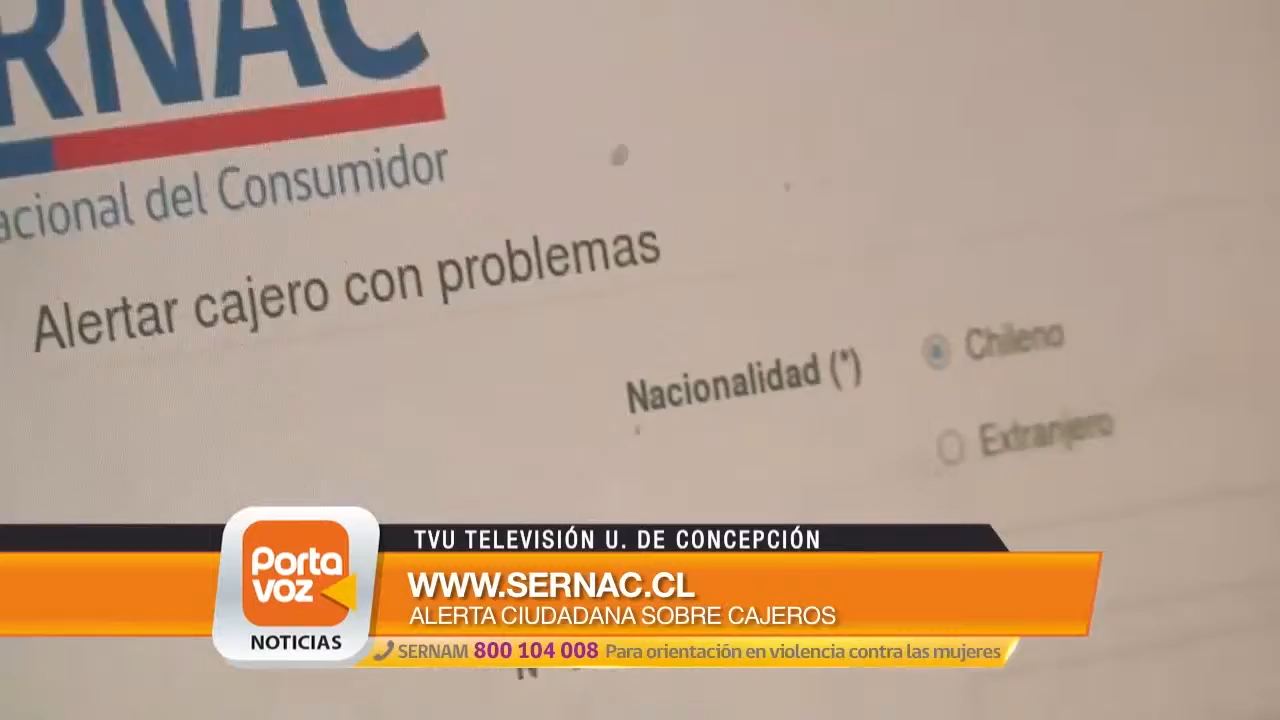 RNAC
acional del Consumidor
Alertar cajero con problemas
Nacionalidad (*)
Chileno
Extranjero
TVU TELEVISIÓN U. DE CONCEPCIÓN
Porta
voz
NOTICIAS
WWW.SERNAC.CL
ALERTA CIUDADANA SOBRE CAJEROS
SERNAM 800 104 008 Para orientación en violencia contra las mujeres